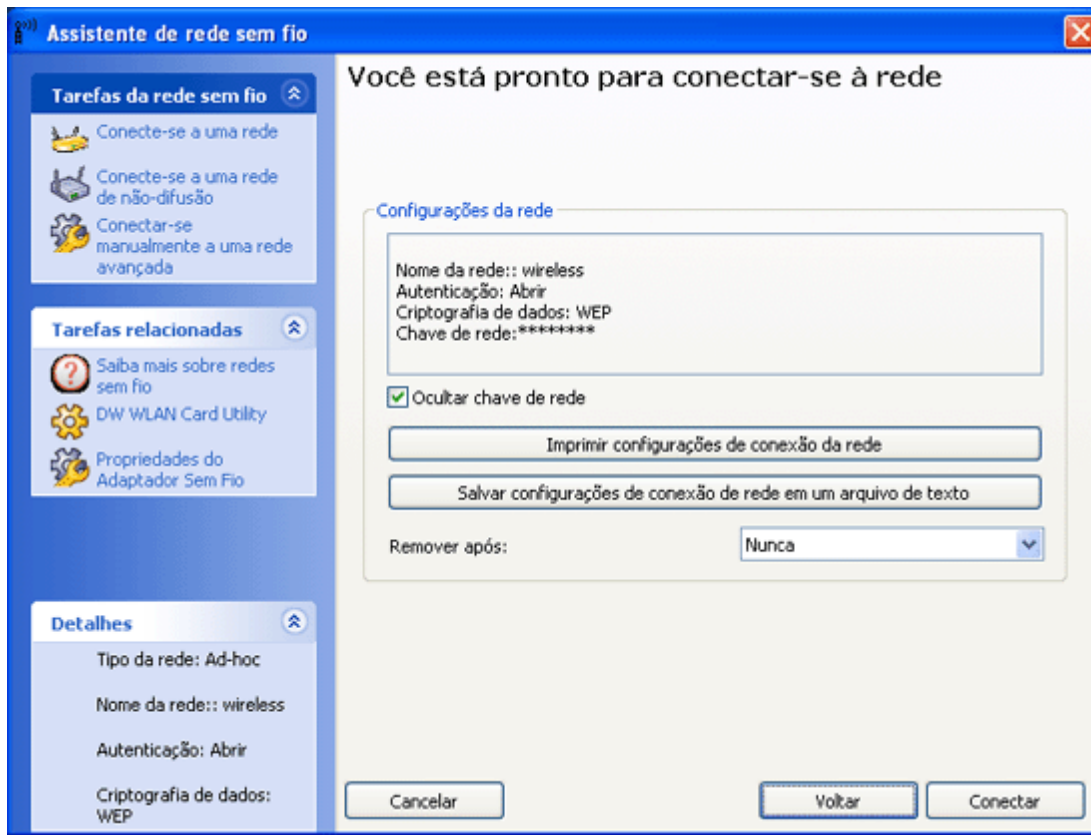 Assistente de rede sem fio
Tarefas da rede sem fio
Conecte-se a uma rede
Conecte-se a uma rede
de não-difusão
Conectar-se
manualmente a uma rede
avançada
Tarefas relacionadas
Saiba mais sobre redes
sem fio
DW WLAN Card Utility
Propriedades do
Adaptador Sem Fio
Detalhes
Tipo da rede: Ad-hoc
Nome da rede:: wireless
Autenticação: Abrir
Criptografia de dados:
WEP
Você está pronto para conectar-se à rede
Configurações da rede
Nome da rede:: wireless
Autenticação: Abrir
Criptografia de dados: WEP
Chave de rede:********
Ocultar chave de rede
Imprimir configurações de conexão da rede
Salvar configurações de conexão de rede em um arquivo de texto
Remover após: Nunca
Cancelar Voltar Conectar